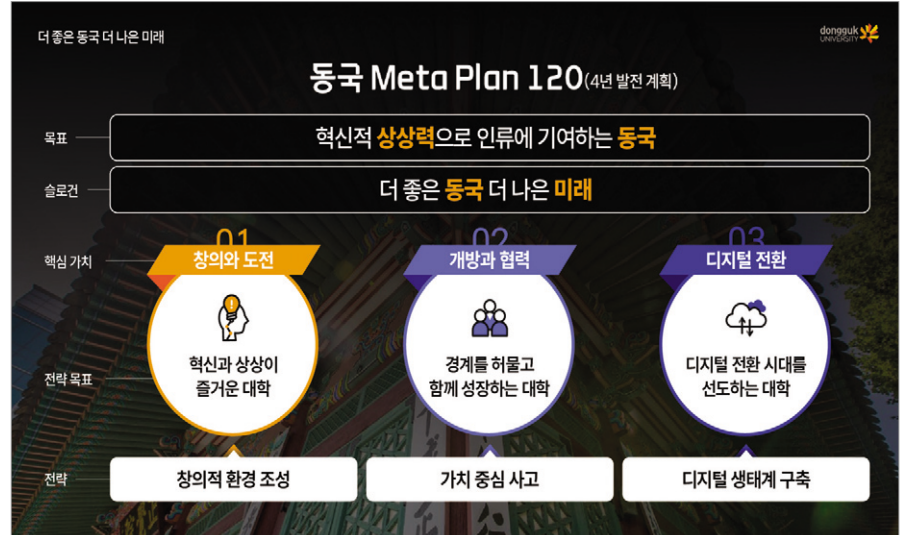 더 좋은 동국 더 나은 미래
dongguk
UNIVERSITY
동국 Meta Plan 120(4년 발전 계획)
목표
혁신적 상상력으로 인류에 기여하는 동국
슬로건
더 좋은 동국 더 나은 미래
핵심 가치
01
창의와 도전
02
개방과 협력
03
디지털 전환
전략 목표
혁신과 상상이
즐거운 대학
경계를 허물고
함께 성장하는 대학
디지털 전환 시대를
선도하는 대학
전략
창의적 환경 조성
가치 중심 사고
디지털 생태계 구축